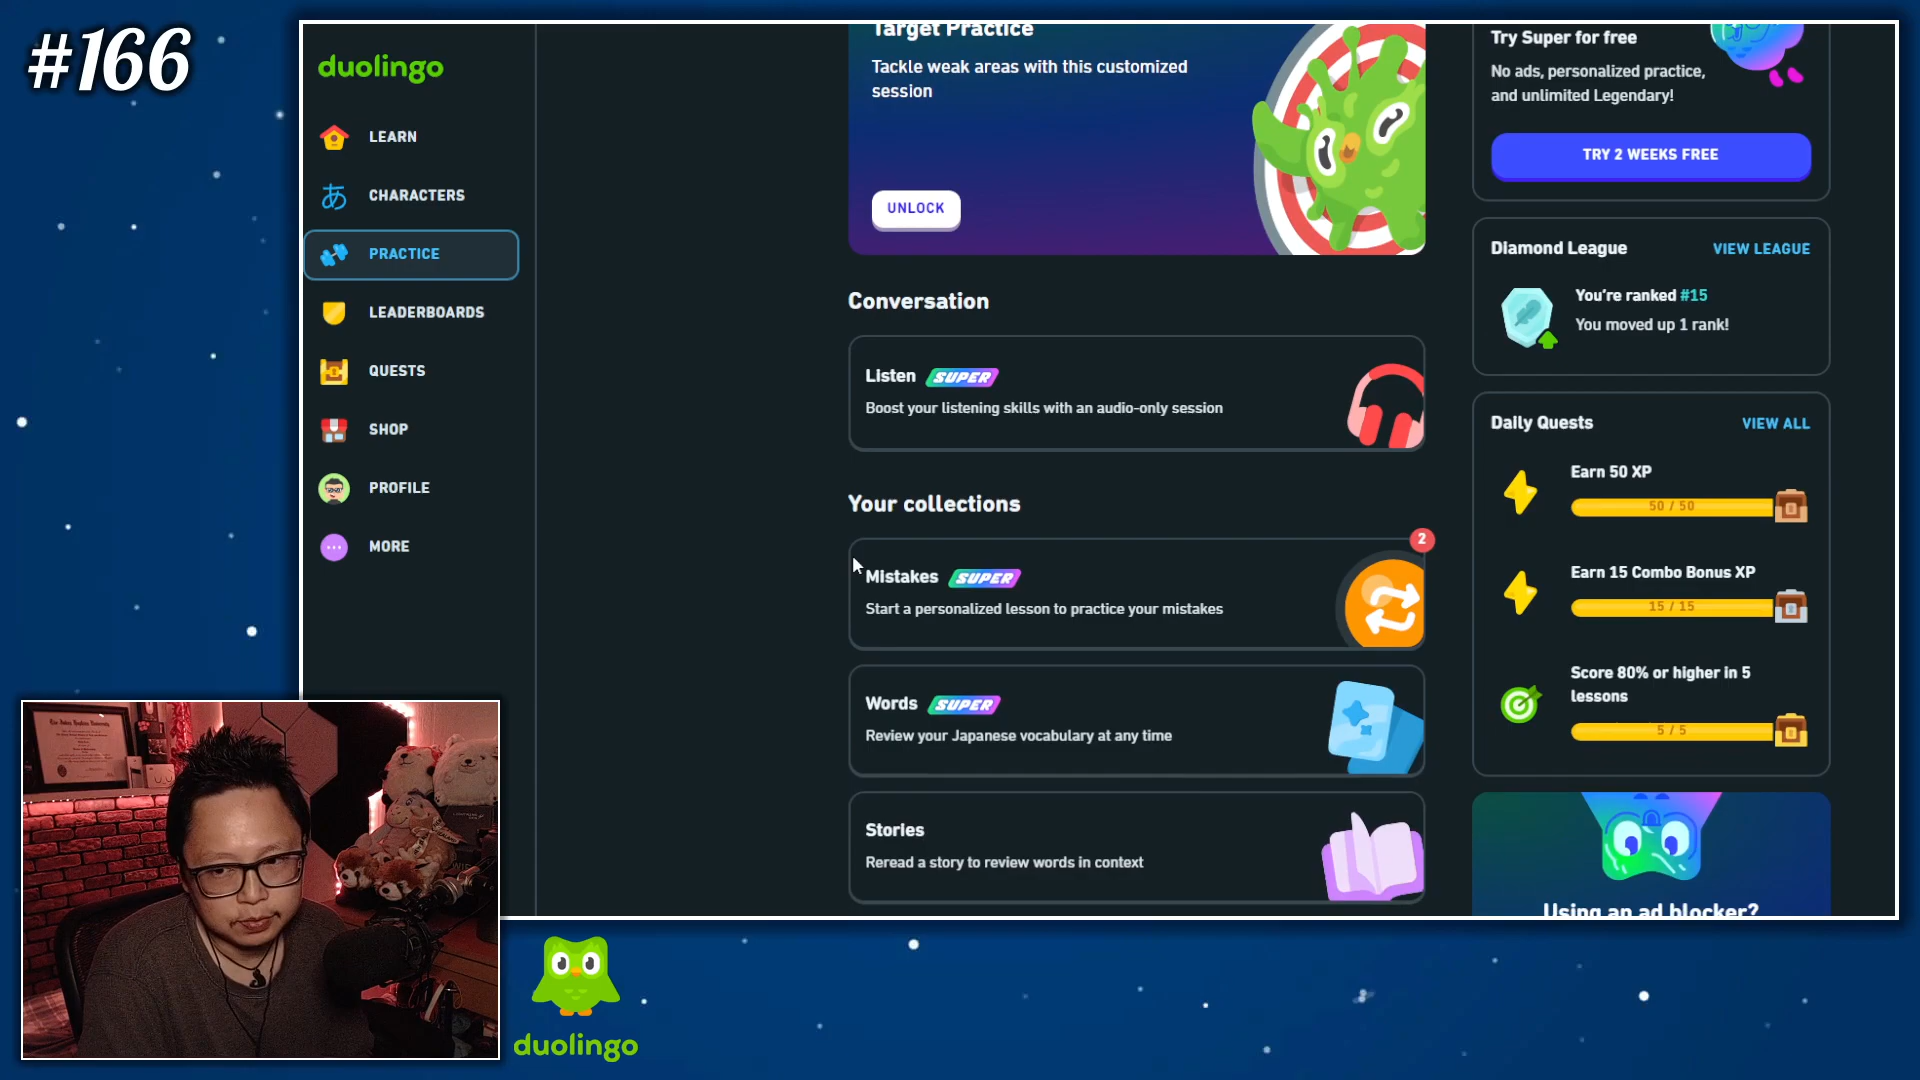 #166
duolingo
LEARN
あ
CHARACTERS
PRACTICE
LEADERBOARDS
QUESTS
SHOP
PROFILE
MORE
Target Practice
Tackle weak areas with this customized
session
UNLOCK
Conversation
Listen SUPER
Boost your listening skills with an audio-only session
Your collections
2
Mistakes SUPER
Start a personalized lesson to practice your mistakes
Words SUPER
Review your Japanese vocabulary at any time
Stories
Reread a story to review words in context
Try Super for free
No ads, personalized practice,
and unlimited Legendary!
TRY 2 WEEKS FREE
Diamond League VIEW LEAGUE
You're ranked #15
You moved up 1 rank!
Daily Quests VIEW ALL
Earn 50 XP
50 / 50
Earn 15 Combo Bonus XP
15 / 15
Score 80% or higher in 5
lessons
5 / 5
Using an ad blocker?
duolingo